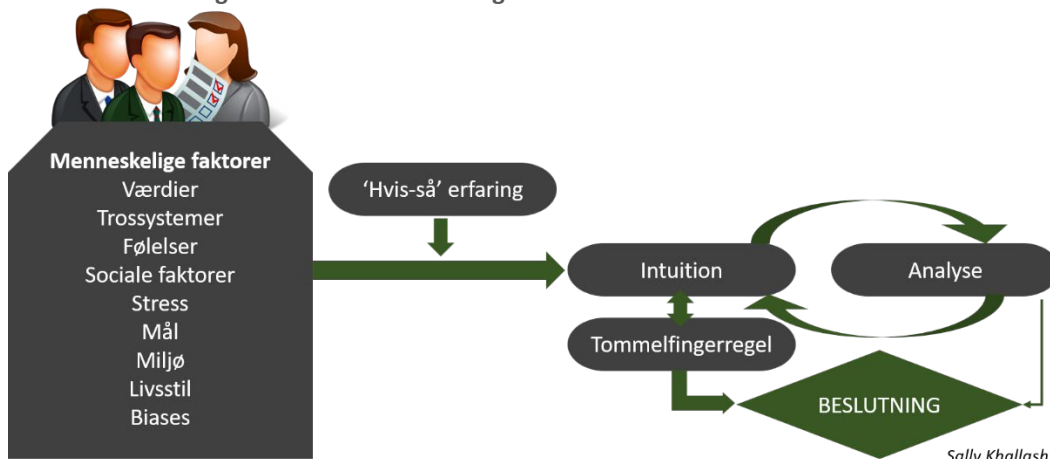 Menneskelige faktorer
Værdier
Trossystemer
Følelser
Sociale faktorer
Stress
Mål
Miljø
Livsstil
Biases
'Hvis-så' erfaring
Intuition
Analyse
Tommelfingerregel
BESLUTNING
Sally Khallash